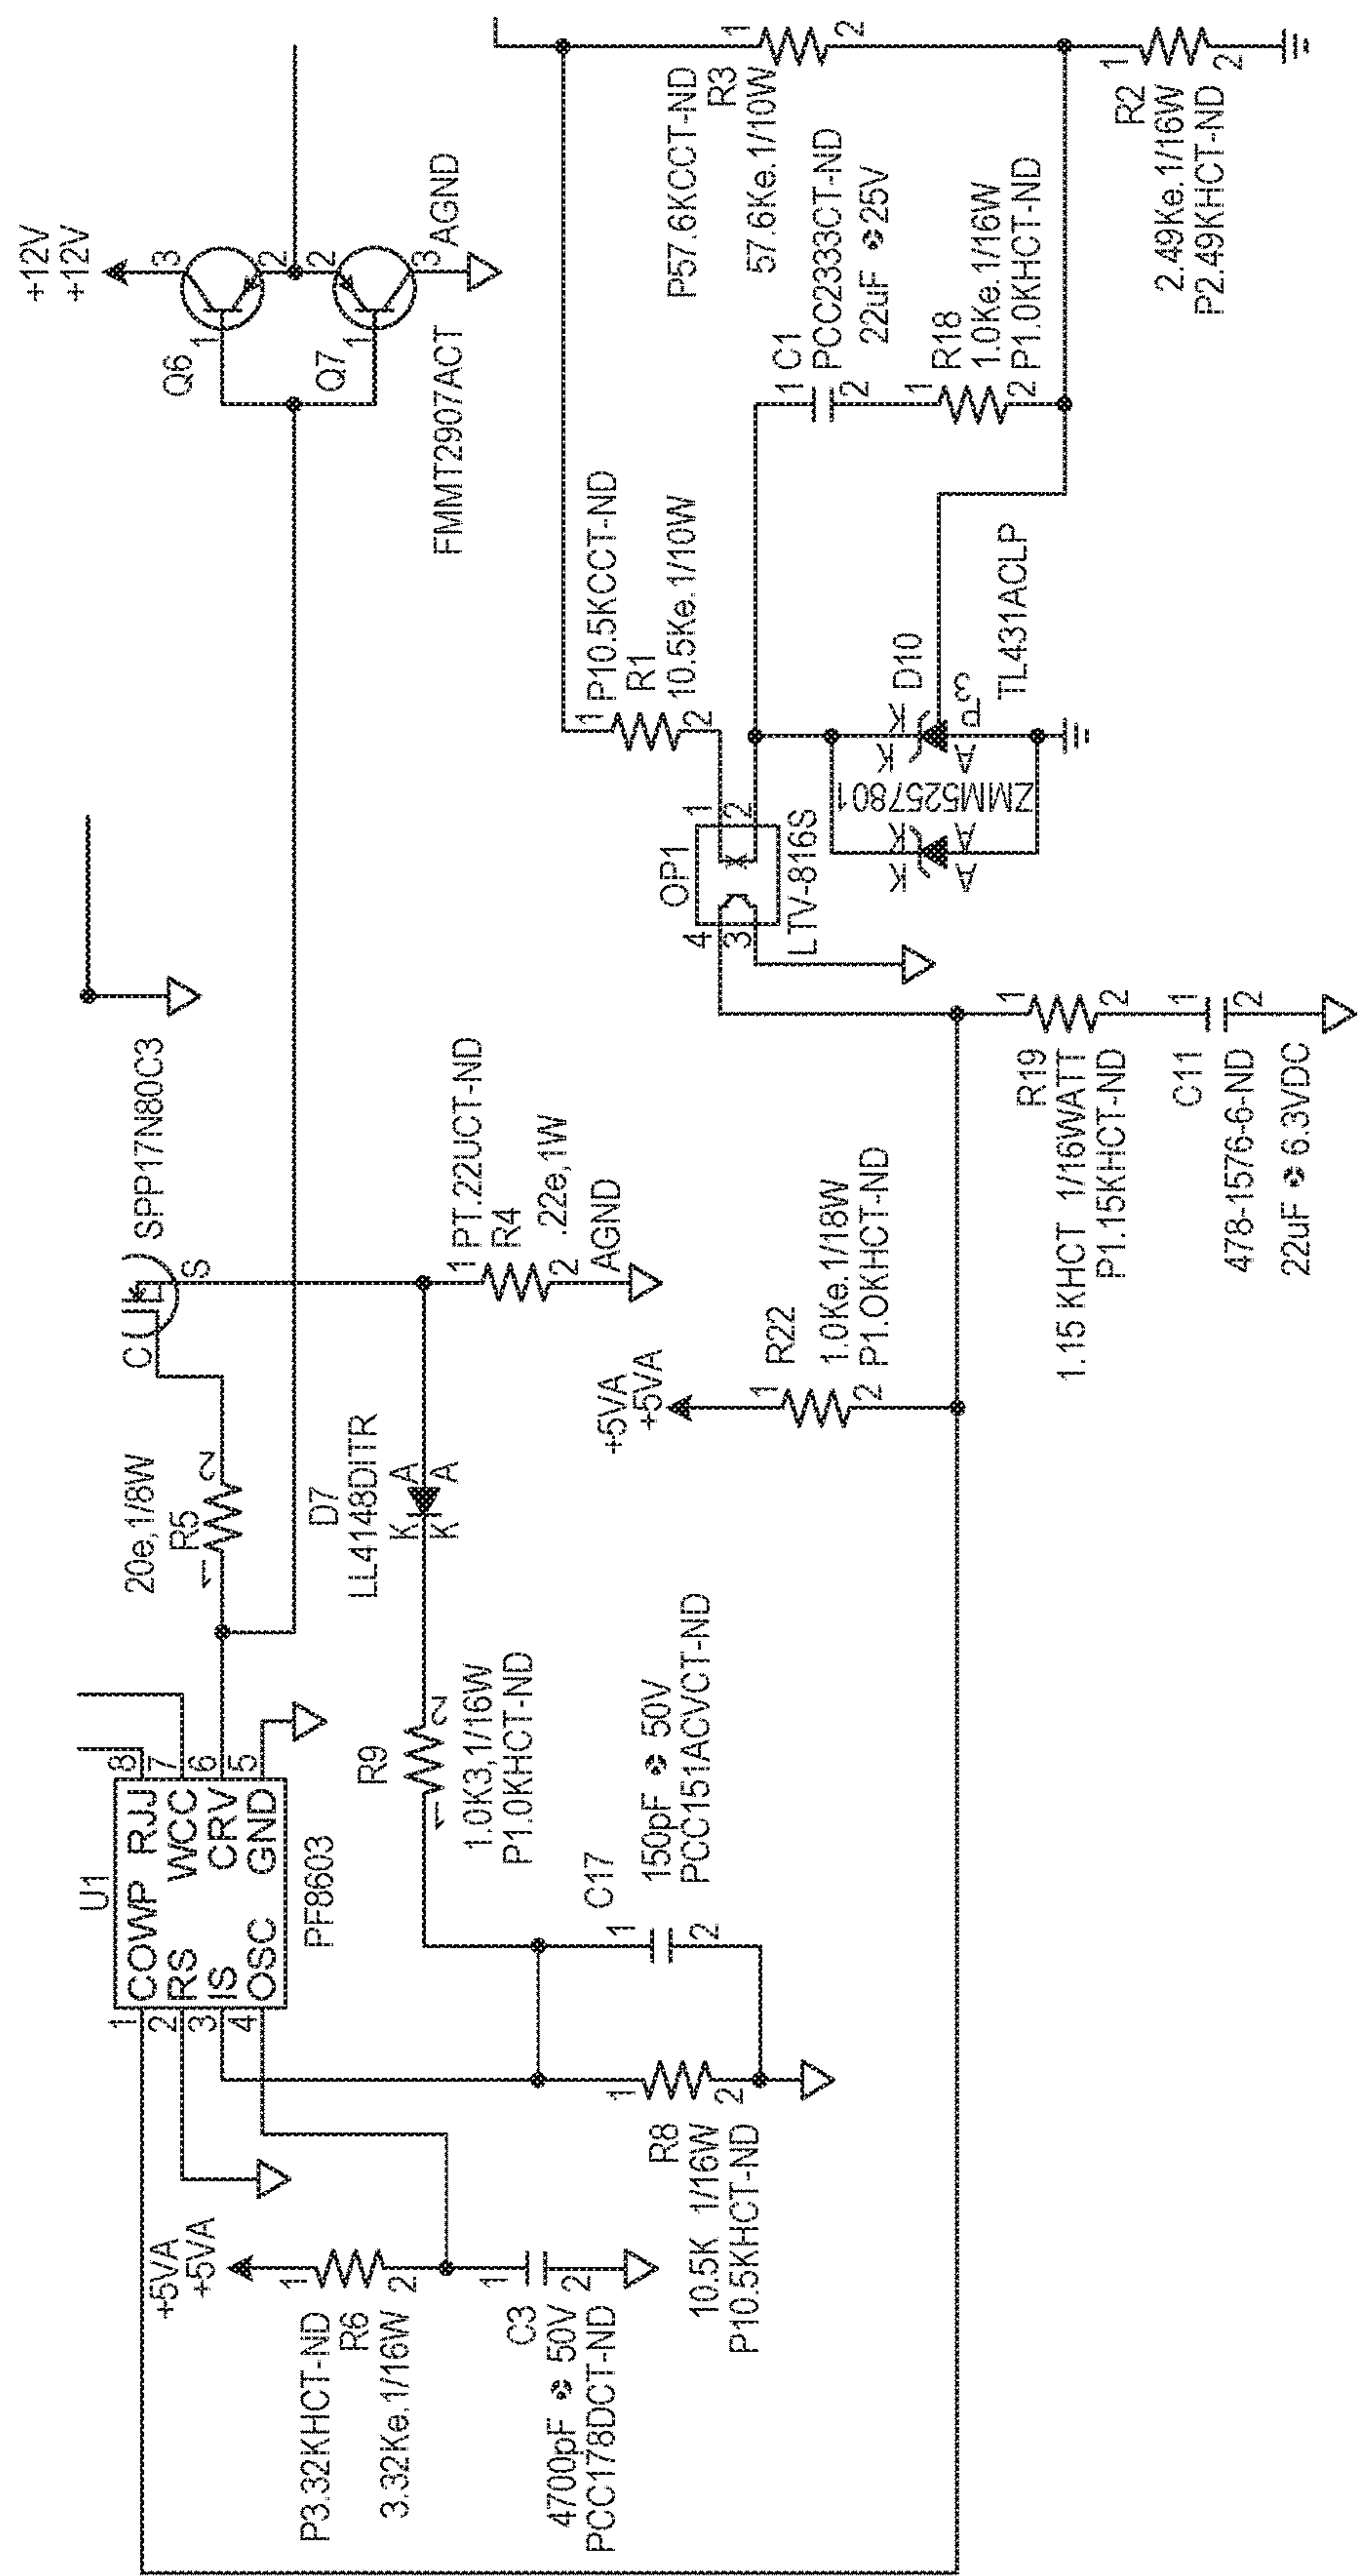 U1
COWP RJJ
RS WCC
IS CRV
OSC GND
1
2
3
4
8
7
6
5
PF8603
+5VA
+5VA
P3.32KHCT-ND
R6
3.32Ke.1/16W
1
2
C3
4700pF @ 50V
PCC178DCT-ND
1
2
R8
10.5K 1/16W
P10.5KHCT-ND
1
2
C17
150pF @ 50V
PCC151ACVCT-ND
1
2
R9
1.0K3,1/16W
P1.0KHCT-ND
1
2
D7
LL4148DITR
K A
K A
20e,1/8W
R5
1
2
C
S
SPP17N80C3
1
PT.22UCT-ND
R4
2
.22e,1W
AGND
+5VA
+5VA
1
R22
2
1.0Ke.1/18W
P1.OKHCT-ND
R19
1.15 KHCT 1/16WATT
P1.15KHCT-ND
1
2
C11
478-1576-6-ND
22uF @ 6.3VDC
1
2
OP1
4
3
1
2
LTV-816S
1
P10.5KCCT-ND
R1
10.5Ke.1/10W
2
K
K
A
A
ZMM5257801
K
K
A
A
D10
P
3
TL431ACLP
1
C1
PCC2333CT-ND
2
22uF @25V
1
R18
1.0Ke.1/16W
2
P1.0KHCT-ND
P57.6KCCT-ND
R3
57.6Ke.1/10W
1
2
1
R2
2.49Ke.1/16W
P2.49KHCT-ND
2
+12V
+12V
3
Q6
1
2
2
Q7
1
3
AGND
FMMT2907ACT